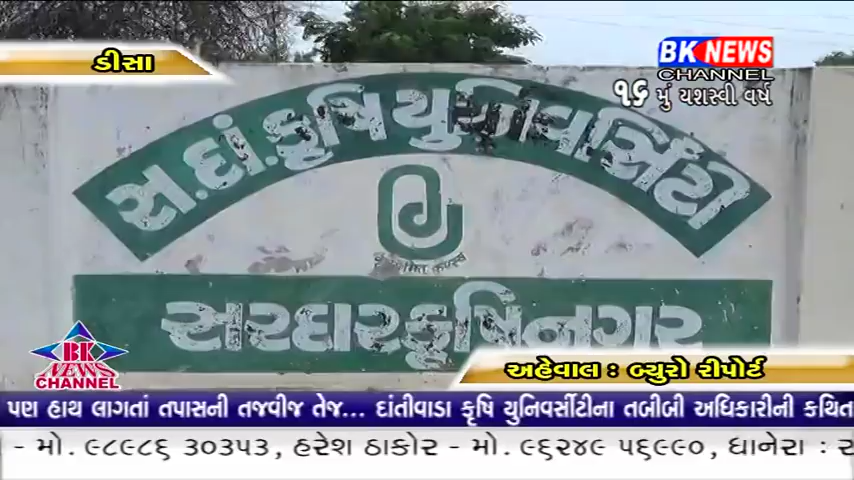 ડીસા
BK NEWS
CHANNEL
૧૬ મું યશસ્વી વર્ષ
સ.દાં.કૃષિ યુનિવર્સિટી
સરદારકૃષિનગર
અહેવાલ : બ્યુરો રીપોર્ટ
BK
NEWS
CHANNEL
પણ હાથ લાગતાં તપાસની તજવીજ તેજ... દાંતીવાડા કૃષિ યુનિવર્સીટીના તબીબી અધિકારીની કથિત
- મો. ૯૮૯૮૬ ૩૦૩૫૩, હરેશ ઠાકોર - મો. ૯૬૨૪૯ ૫૬૯૯૦, ધાનેરા :